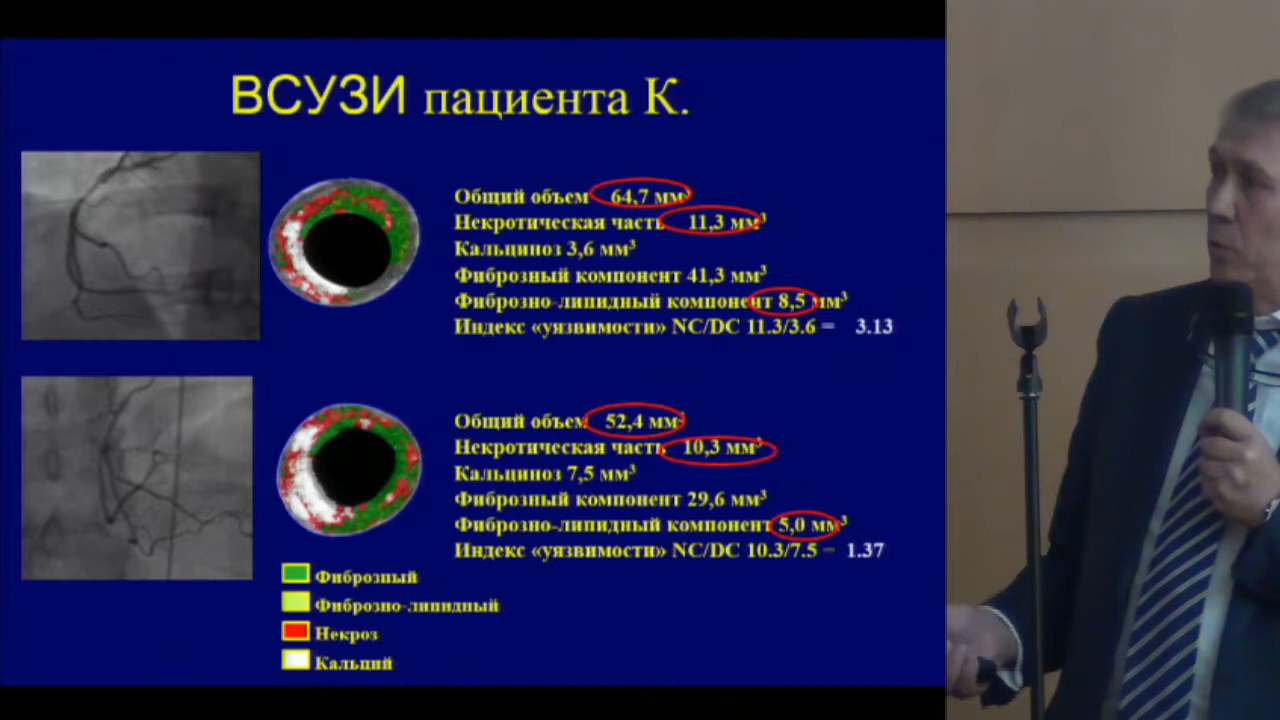 ВСУЗИ пациента К.
Общий объем 64,7 мм³
Некротическая часть 11,3 мм³
Кальциноз 3,6 мм³
Фиброзный компонент 41,3 мм³
Фиброзно-липидный компонент 8,5 мм³
Индекс «уязвимости» NC/DC 11.3/3.6 = 3.13
Общий объем 52,4 мм³
Некротическая часть 10,3 мм³
Кальциноз 7,5 мм³
Фиброзный компонент 29,6 мм³
Фиброзно-липидный компонент 5,0 мм³
Индекс «уязвимости» NC/DC 10.3/7.5 = 1.37
Фиброзный
Фиброзно-липидный
Некроз
Кальций